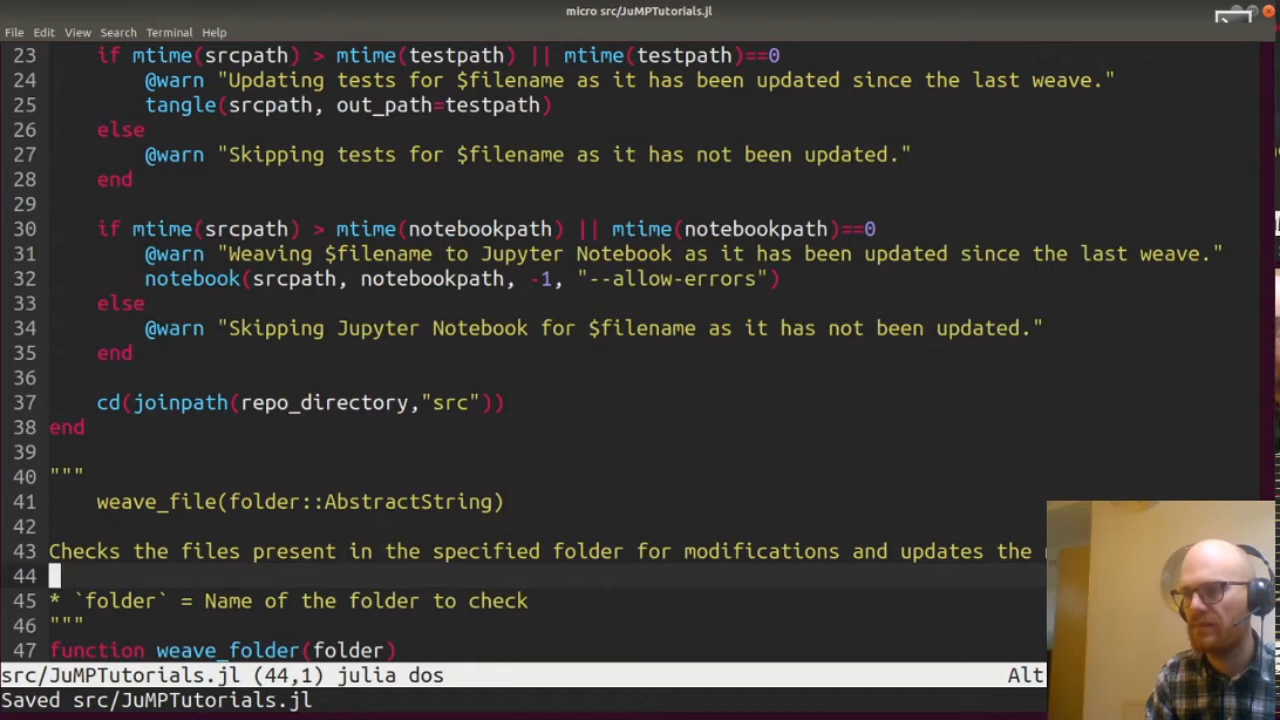 micro src/JuMPTutorials.jl
File Edit View Search Terminal Help
23 if mtime(srcpath) > mtime(testpath) || mtime(testpath)==0
24 @warn "Updating tests for $filename as it has been updated since the last weave."
25 tangle(srcpath, out_path=testpath)
26 else
27 @warn "Skipping tests for $filename as it has not been updated."
28 end
29
30 if mtime(srcpath) > mtime(notebookpath) || mtime(notebookpath)==0
31 @warn "Weaving $filename to Jupyter Notebook as it has been updated since the last weave."
32 notebook(srcpath, notebookpath, -1, "--allow-errors")
33 else
34 @warn "Skipping Jupyter Notebook for $filename as it has not been updated."
35 end
36
37 cd(joinpath(repo_directory,"src"))
38 end
39
40 """
41 weave_file(folder::AbstractString)
42
43 Checks the files present in the specified folder for modifications and updates the
44
45 * `folder` = Name of the folder to check
46 """
47 function weave_folder(folder)
src/JuMPTutorials.jl (44,1) julia dos Alt
Saved src/JuMPTutorials.jl